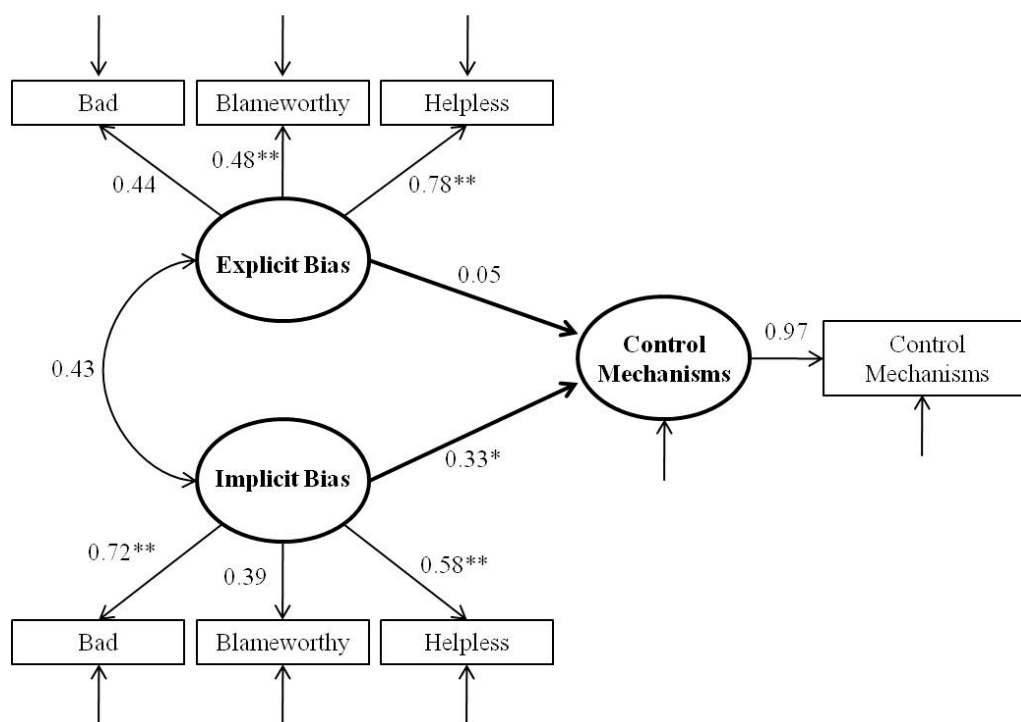 Bad
Blameworthy
Helpless
0.44
0.48**
0.78**
Explicit Bias
0.05
0.43
Control
Mechanisms
0.97
Control
Mechanisms
Implicit Bias
0.33*
0.72**
0.39
0.58**
Bad
Blameworthy
Helpless